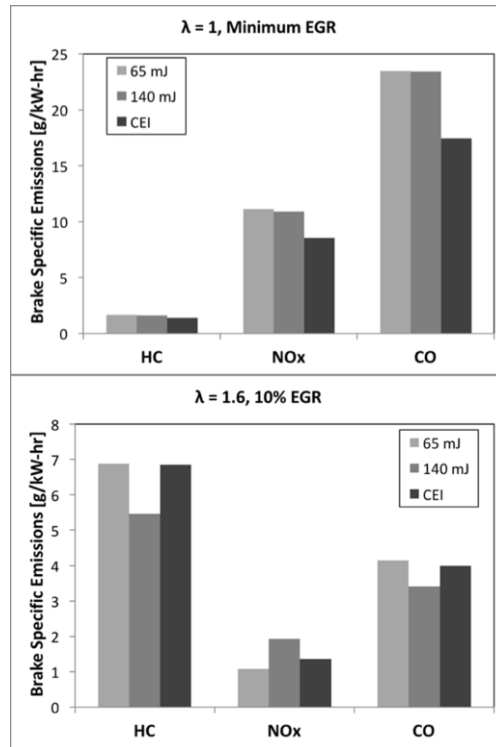 λ = 1, Minimum EGR
Brake Specific Emissions [g/kW-hr]
25
20
15
10
5
0
65 mJ
140 mJ
CEI
HC NOx CO
λ = 1.6, 10% EGR
Brake Specific Emissions [g/kW-hr]
8
7
6
5
4
3
2
1
0
65 mJ
140 mJ
CEI
HC NOx CO